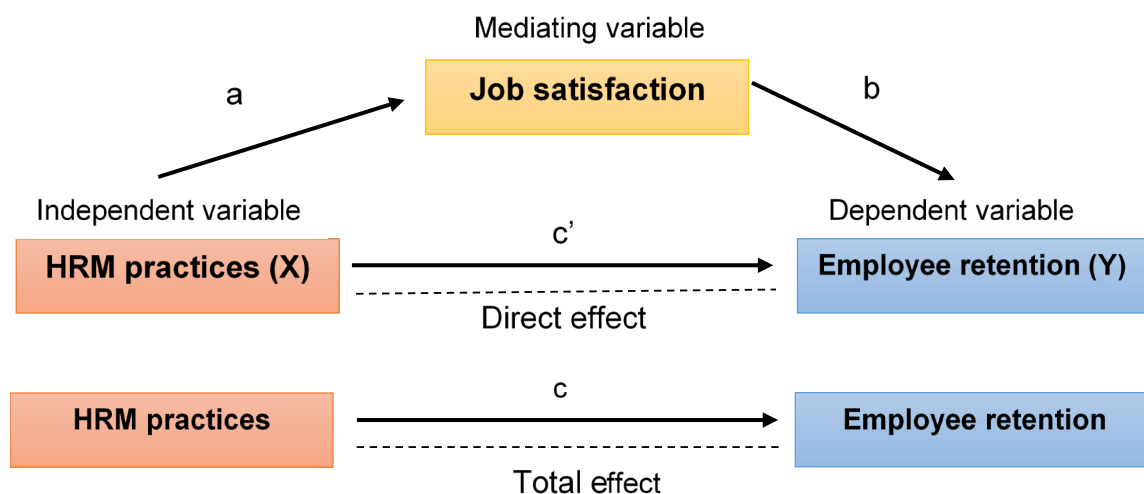 Mediating variable
Job satisfaction
a
b
Independent variable
Dependent variable
HRM practices (X)
c’
Employee retention (Y)
Direct effect
HRM practices
c
Employee retention
Total effect